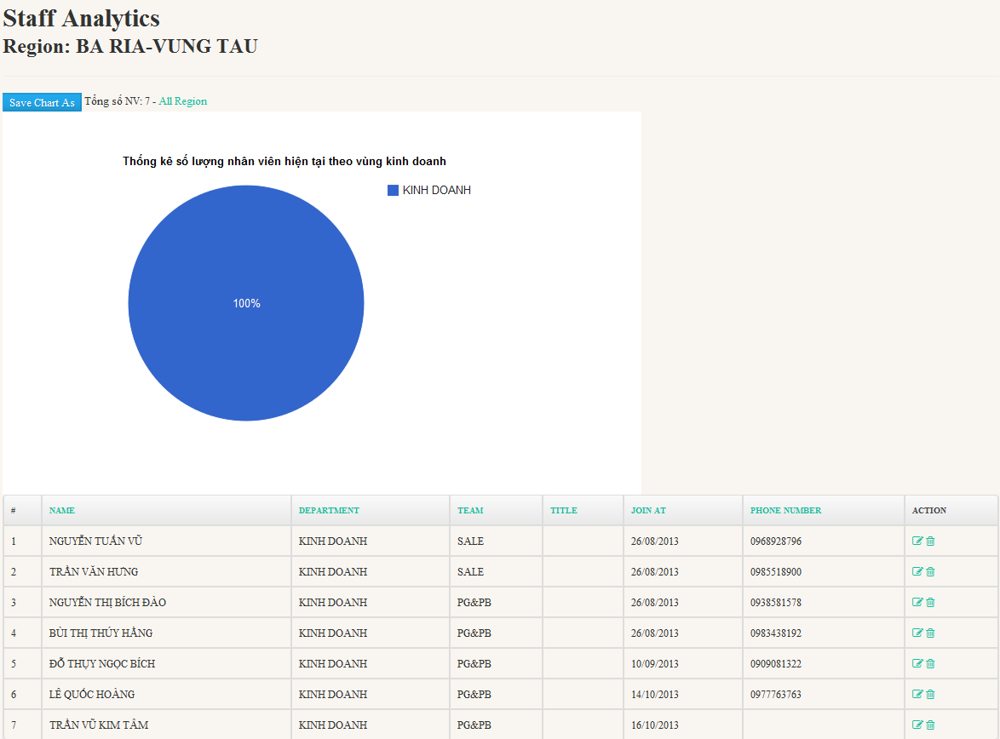 Staff Analytics
Region: BA RIA-VUNG TAU
Save Chart As Tổng số NV: 7 - All Region
Thống kê số lượng nhân viên hiện tại theo vùng kinh doanh
KINH DOANH
100%
# NAME DEPARTMENT TEAM TITLE JOIN AT PHONE NUMBER ACTION
1 NGUYỄN TUẤN VŨ KINH DOANH SALE 26/08/2013 0968928796
2 TRẦN VĂN HƯNG KINH DOANH SALE 26/08/2013 0985518900
3 NGUYỄN THỊ BÍCH ĐÀO KINH DOANH PG&PB 26/08/2013 0938581578
4 BÙI THỊ THÚY HẰNG KINH DOANH PG&PB 26/08/2013 0983438192
5 ĐỖ THỤY NGỌC BÍCH KINH DOANH PG&PB 10/09/2013 0909081322
6 LÊ QUỐC HOÀNG KINH DOANH PG&PB 14/10/2013 0977763763
7 TRẦN VŨ KIM TÂM KINH DOANH PG&PB 16/10/2013